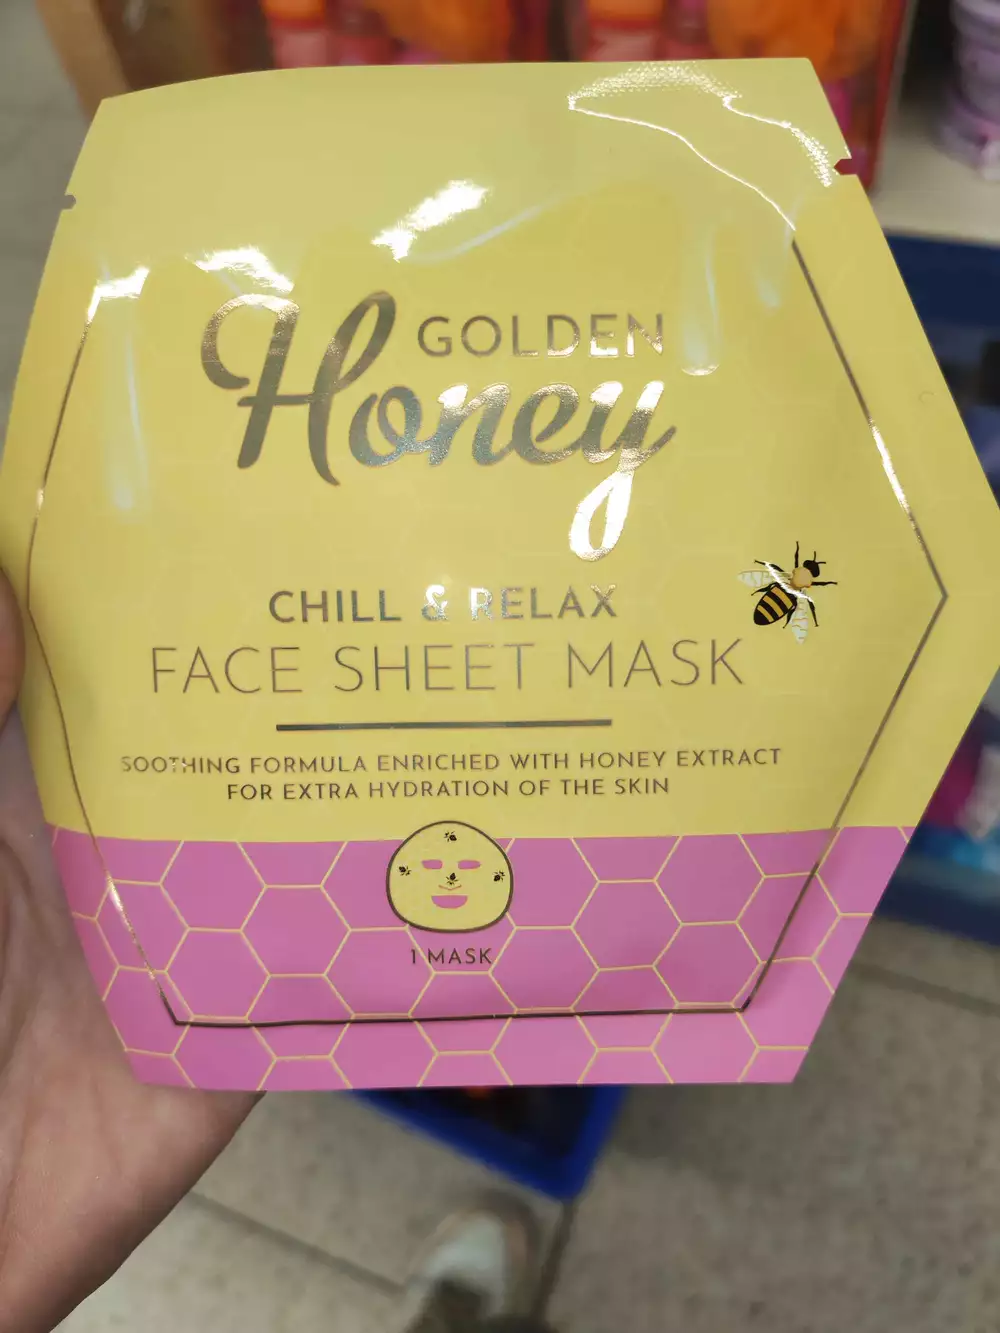 GOLDEN
Honey
CHILL & RELAX
FACE SHEET MASK
SOOTHING FORMULA ENRICHED WITH HONEY EXTRACT
FOR EXTRA HYDRATION OF THE SKIN
1 MASK